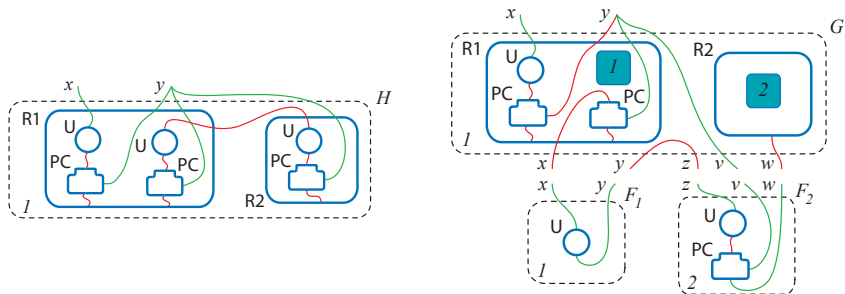 x y
H
R1
U U U
PC PC PC
1 R2
x y
G
R1 R2
U 1
2
PC PC
1
x y z v w
x y z v w
F1 F2
U U
PC
1 2